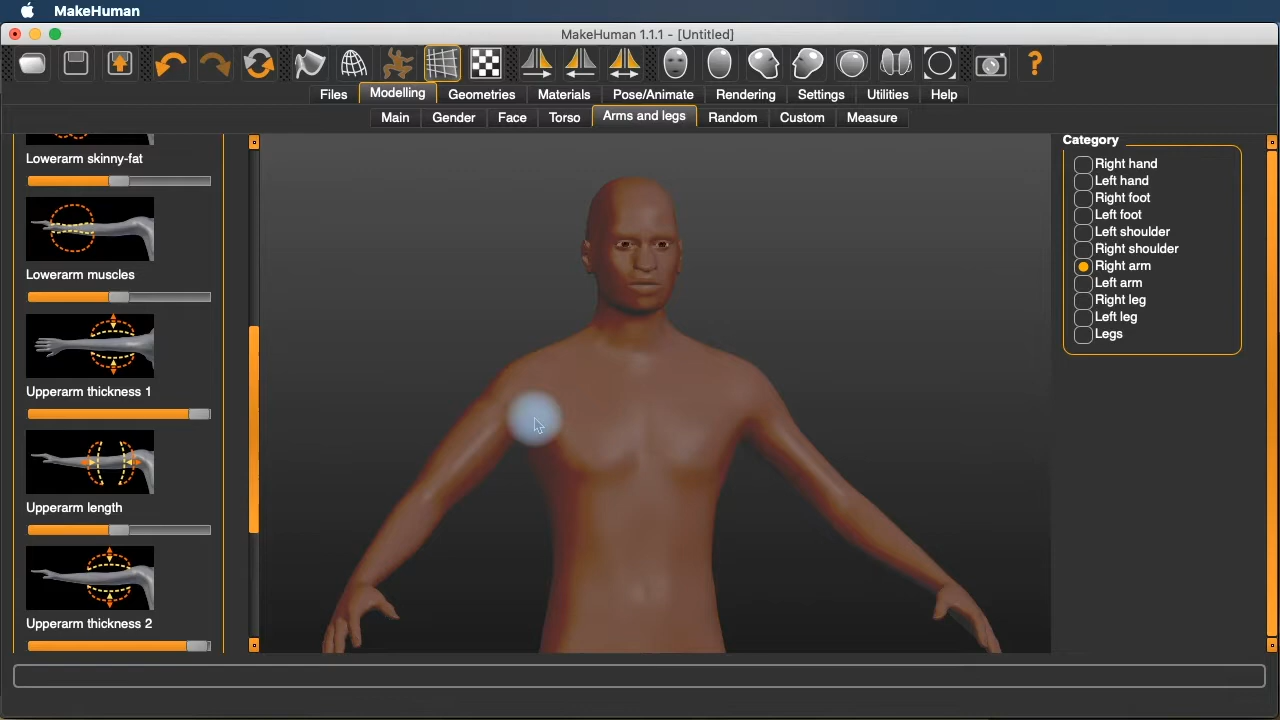 MakeHuman
MakeHuman 1.1.1 - [Untitled]
?
Files Modelling Geometries Materials Pose/Animate Rendering Settings Utilities Help
Main Gender Face Torso Arms and legs Random Custom Measure
Lowerarm skinny-fat
Lowerarm muscles
Upperarm thickness 1
Upperarm length
Upperarm thickness 2
Category
Right hand
Left hand
Right foot
Left foot
Left shoulder
Right shoulder
Right arm
Left arm
Right leg
Left leg
Legs